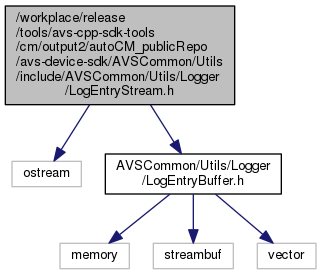 /workplace/release
/tools/avs-cpp-sdk-tools
/cm/output2/autoCM_publicRepo
/avs-device-sdk/AVSCommon/Utils
/include/AVSCommon/Utils/Logger
/LogEntryStream.h
ostream
AVSCommon/Utils/Logger
/LogEntryBuffer.h
memory
streambuf
vector